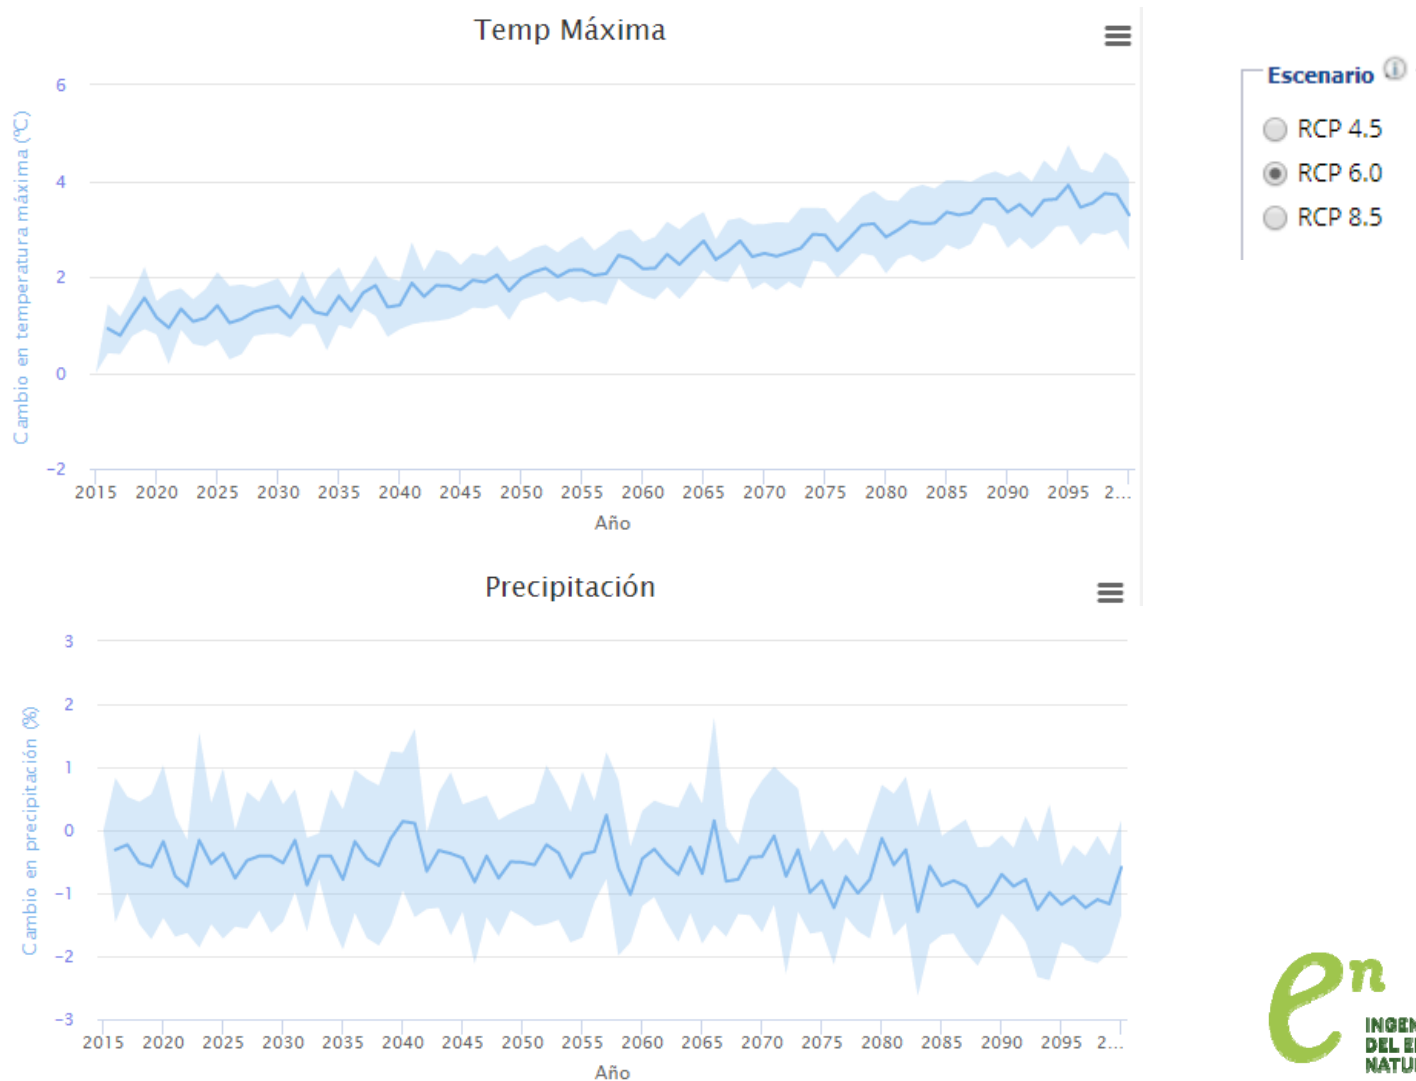 Temp Máxima
Escenario
RCP 4.5
RCP 6.0
RCP 8.5
Cambio en temperatura máxima (ºC)
6
4
2
0
−2
2015 2020 2025 2030 2035 2040 2045 2050 2055 2060 2065 2070 2075 2080 2085 2090 2095 2...
Año
Precipitación
Cambio en precipitación (%)
3
2
1
0
−1
−2
−3
2015 2020 2025 2030 2035 2040 2045 2050 2055 2060 2065 2070 2075 2080 2085 2090 2095 2...
Año
en